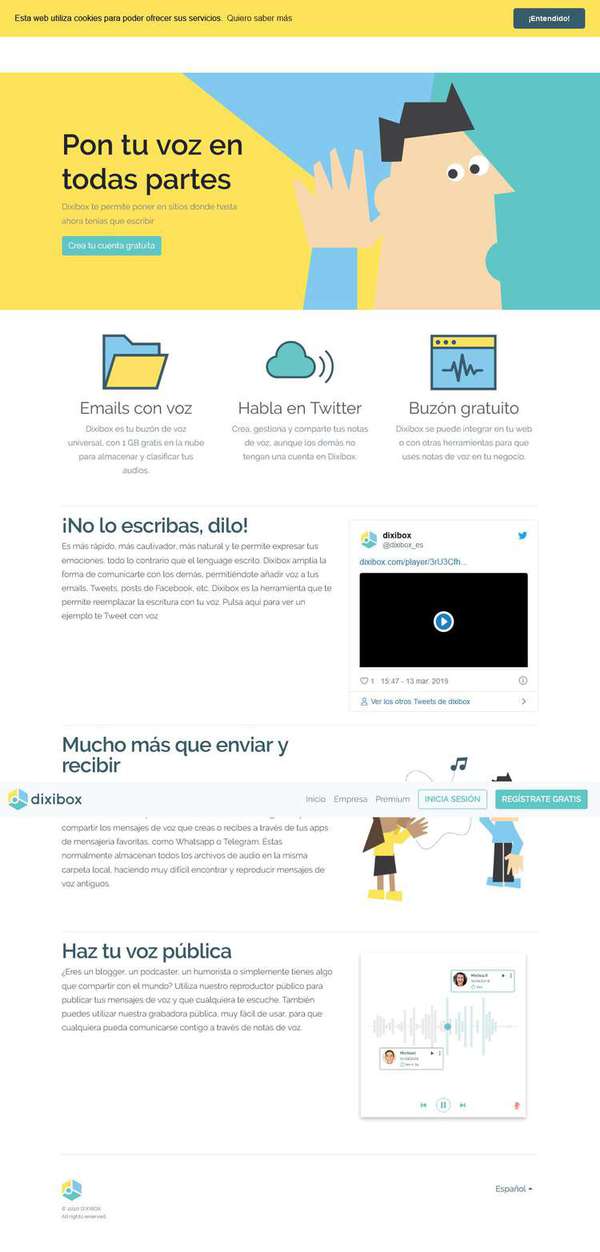 Esta web utiliza cookies para poder ofrecer sus servicios. Quiero saber más
¡Entendido!
Pon tu voz en
todas partes
Dixibox te permite poner en sitios donde hasta
ahora tenías que escribir
Crea tu cuenta gratuita
Emails con voz
Dixibox es tu buzón de voz
universal, con 1 GB gratis en la nube
para almacenar y clasificar tus
audios.
Habla en Twitter
Crea, gestiona y comparte tus notas
de voz, aunque los demás no
tengan una cuenta en Dixibox.
Buzón gratuito
Dixibox se puede integrar en tu web
o con otras herramientas para que
uses notas de voz en tu negocio.
¡No lo escribas, dilo!
Es más rápido, más cautivador, más natural y te permite expresar tus
emociones, todo lo contrario que el lenguage escrito. Dixibox amplia la
forma de comunicarte con los demás, permitiéndote añadir voz a tus
emails, Tweets, posts de Facebook, etc. Dixibox es la herramienta que te
permite reemplazar la escritura con tu voz. Pulsa aquí para ver un
ejemplo te Tweet con voz
dixibox
@dixibox_es
dixibox.com/player/3rU3Cfh...
1 15:47 - 13 mar. 2019
Ver los otros Tweets de dixibox
Mucho más que enviar y
recibir
dixibox
Inicio Empresa Premium INICIA SESIÓN REGÍSTRATE GRATIS
compartir los mensajes de voz que creas o recibes a través de tus apps
de mensajería favoritas, como Whatsapp o Telegram. Éstas
normalmente almacenan todos los archivos de audio en la misma
carpeta local, haciendo muy difícil encontrar y reproducir mensajes de
voz antiguos.
Haz tu voz pública
¿Eres un blogger, un podcaster, un humorista o simplemente tienes algo
que compartir con el mundo? Utiliza nuestro reproductor público para
publicar tus mensajes de voz y que cualquiera te escuche. También
puedes utilizar nuestra grabadora pública, muy fácil de usar, para que
cualquiera pueda comunicarse contigo a través de notas de voz.
Español
© 2020 DIXIBOX
All rights reserved.